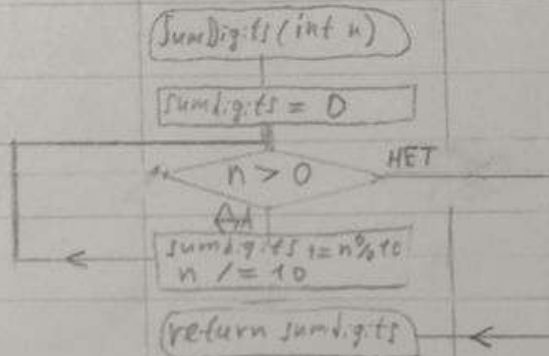 SumDigits(int n)
sumdigits = 0
n > 0
НЕТ
ДА
sumdigits += n%10
n /= 10
return sumdigits